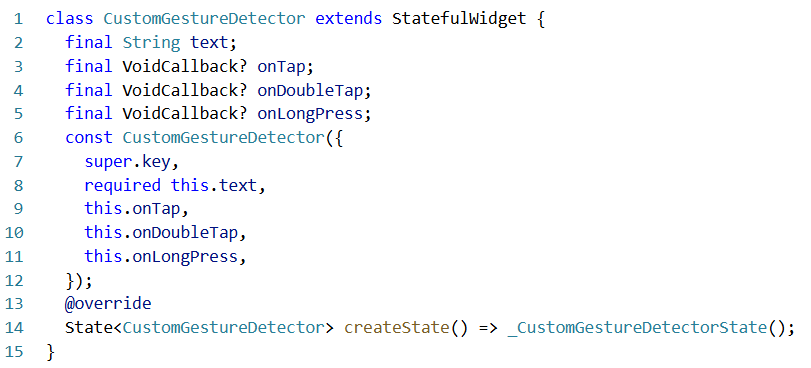 1 class CustomGestureDetector extends StatefulWidget {
2   final String text;
3   final VoidCallback? onTap;
4   final VoidCallback? onDoubleTap;
5   final VoidCallback? onLongPress;
6   const CustomGestureDetector({
7     super.key,
8     required this.text,
9     this.onTap,
10     this.onDoubleTap,
11     this.onLongPress,
12   });
13   @override
14   State<CustomGestureDetector> createState() => _CustomGestureDetectorState();
15 }